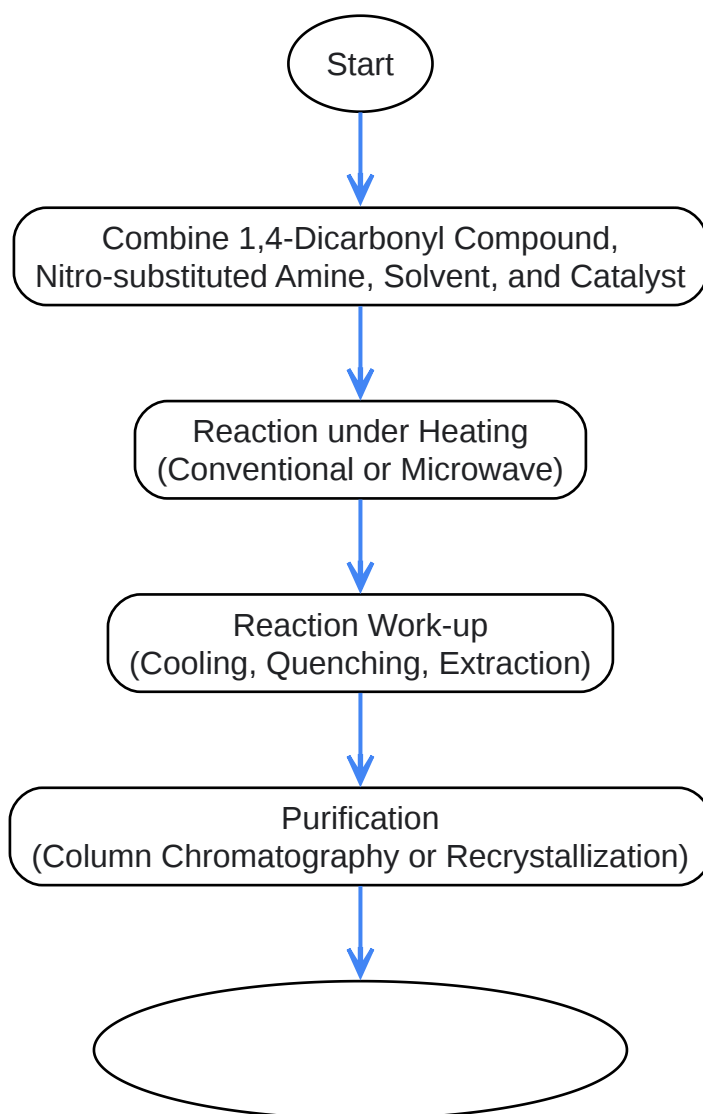 Start
Combine 1,4-Dicarbonyl Compound,
Nitro-substituted Amine, Solvent, and Catalyst
Reaction under Heating
(Conventional or Microwave)
Reaction Work-up
(Cooling, Quenching, Extraction)
Purification
(Column Chromatography or Recrystallization)